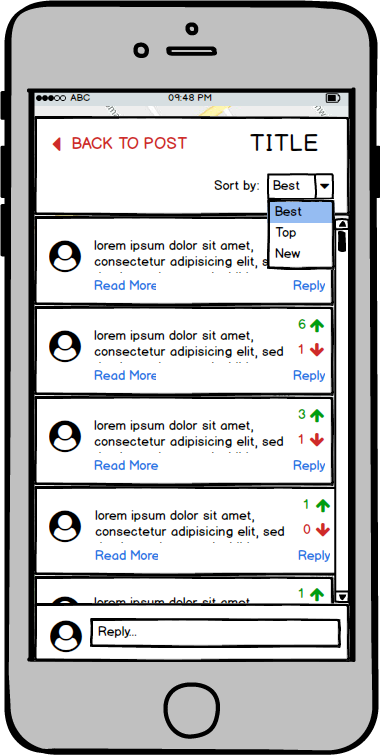 ABC 09:48 PM
BACK TO POST TITLE
Sort by: Best
Best
Top
New
lorem ipsum dolor sit amet,
consectetur adipisicing elit, s
Read More Reply
6
lorem ipsum dolor sit amet,
1
consectetur adipisicing elit, sed
Read More Reply
3
lorem ipsum dolor sit amet,
1
consectetur adipisicing elit, sed
Read More Reply
1
lorem ipsum dolor sit amet,
0
consectetur adipisicing elit, sed
Read More Reply
1
lorem ipsum dolor sit amet,
Reply...